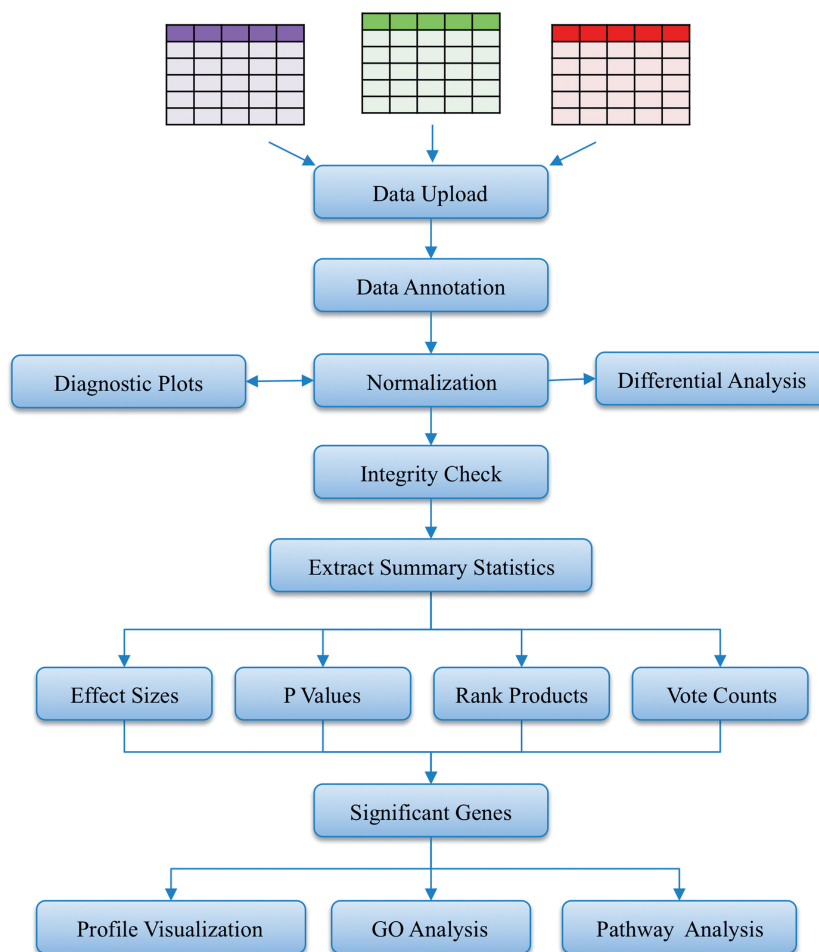 Data Upload
Data Annotation
Diagnostic Plots
Normalization
Differential Analysis
Integrity Check
Extract Summary Statistics
Effect Sizes
P Values
Rank Products
Vote Counts
Significant Genes
Profile Visualization
GO Analysis
Pathway Analysis